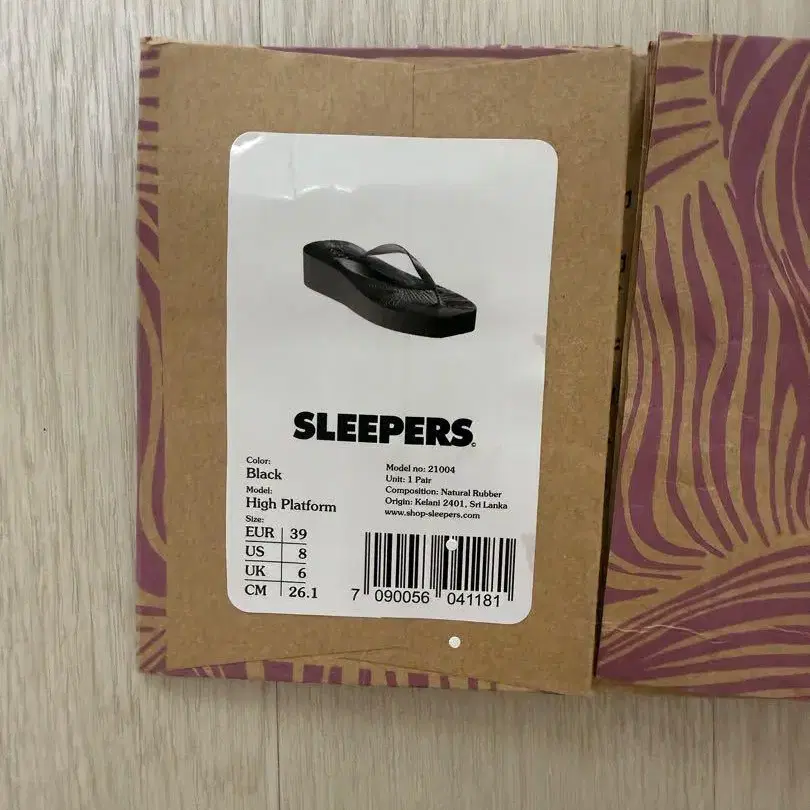 SLEEPERS
Color:
Black
Model:
High Platform
Size:
EUR 39
US 8
UK 6
CM 26.1
Model no: 21004
Unit: 1 Pair
Composition: Natural Rubber
Origin: Kelani 2401, Sri Lanka
www.shop-sleepers.com
7 090056 041181